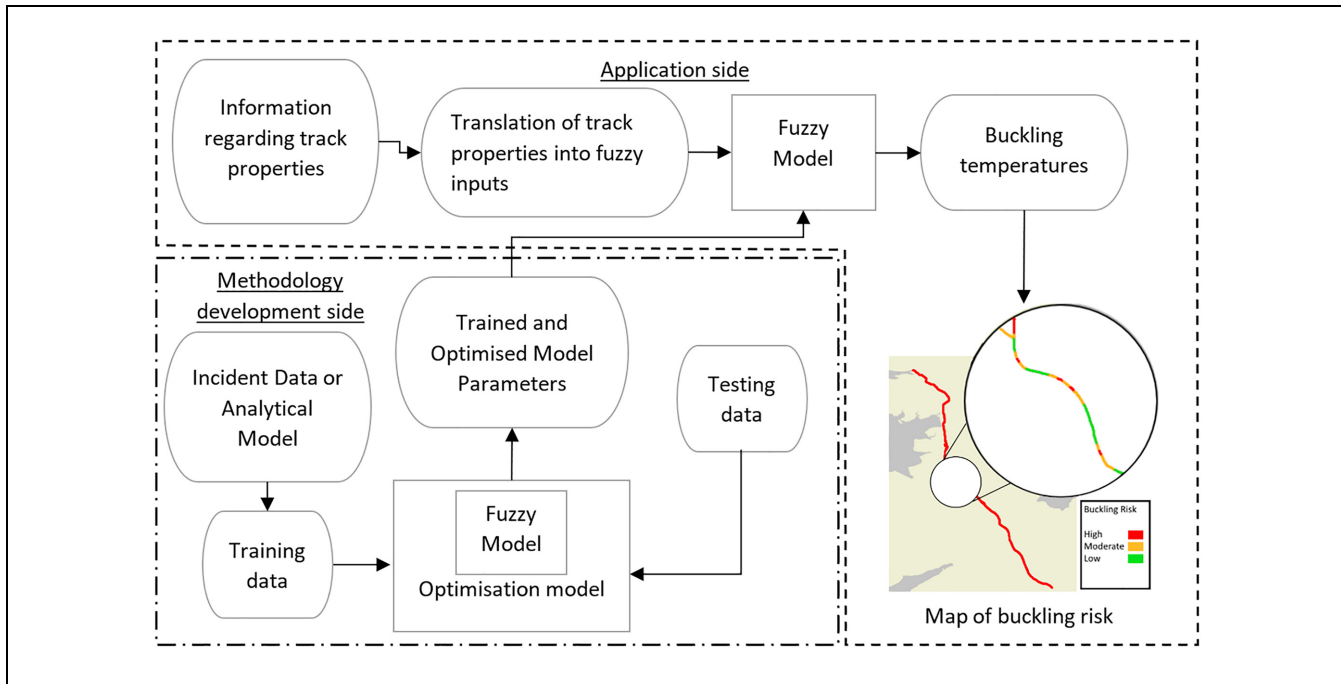 Application side
Information
regarding track
properties
Translation of track
properties into fuzzy
inputs
Fuzzy
Model
Buckling
temperatures
Methodology
development side
Incident Data or
Analytical
Model
Training
data
Trained and
Optimised Model
Parameters
Fuzzy
Model
Optimisation model
Testing
data
Buckling Risk
High
Moderate
Low
Map of buckling risk